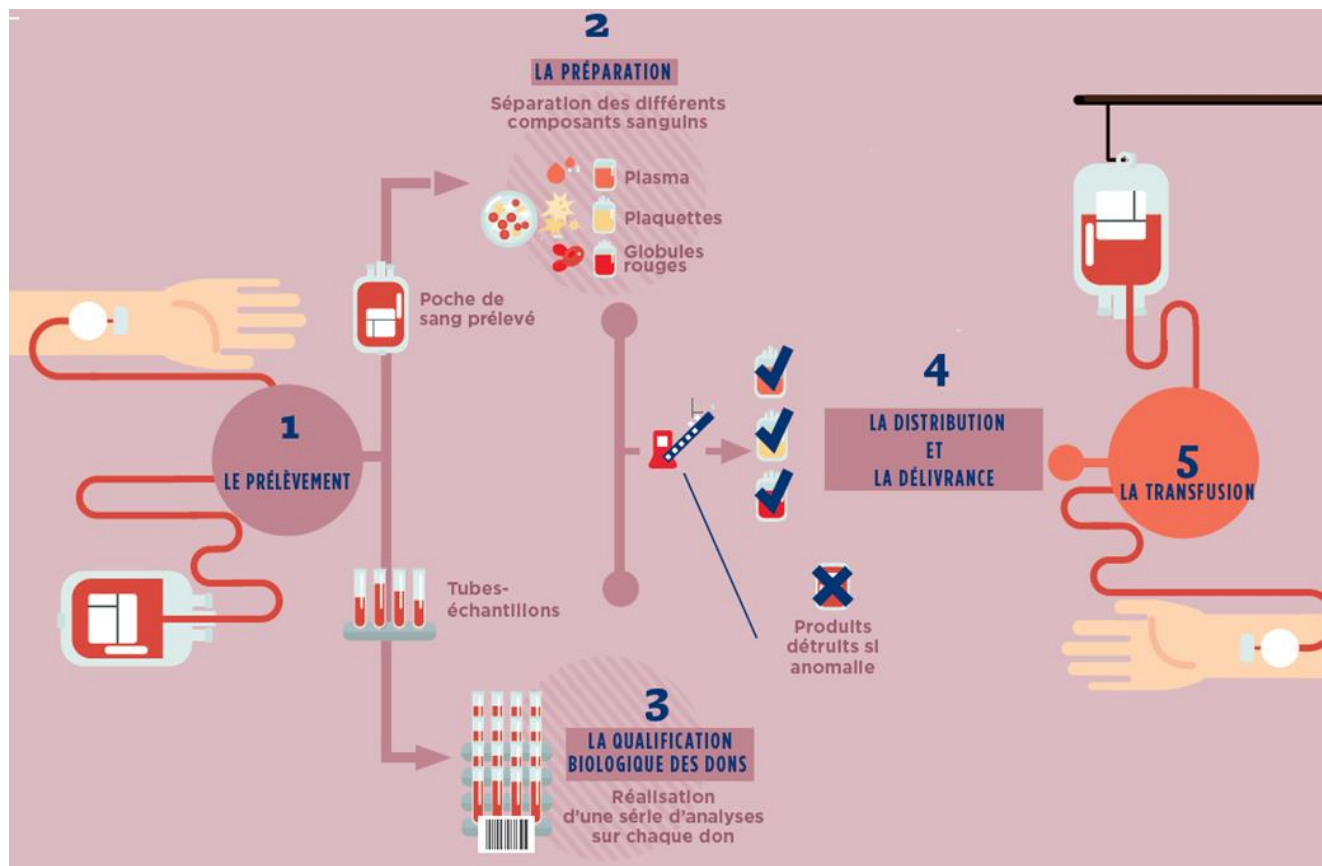 1
LE PRÉLÈVEMENT
Poche de
sang prélevé
Tubes-
échantillons
2
LA PRÉPARATION
Séparation des différents
composants sanguins
Plasma
Plaquettes
Globules
rouges
3
LA QUALIFICATION
BIOLOGIQUE DES DONS
Réalisation
d'une série d'analyses
sur chaque don
Produits
détruits si
anomalie
4
LA DISTRIBUTION
ET
LA DÉLIVRANCE
5
LA TRANSFUSION